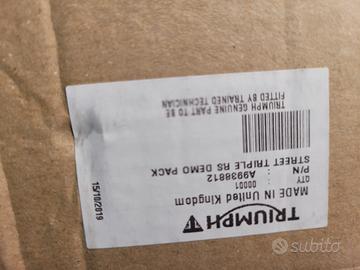 TRIUMPH
MADE IN United Kingdom
QTY : 00001
P/N : A9938812
STREET TRIPLE RS DEMO PACK
15/10/2019
TRIUMPH GENUINE PART TO BE
FITTED BY TRAINED TECHNICIAN
subito